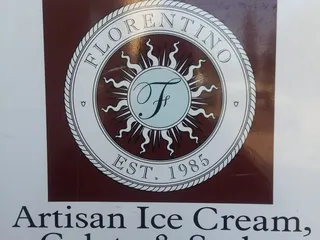 FLORENTINO
F
EST. 1985
Artisan Ice Cream,